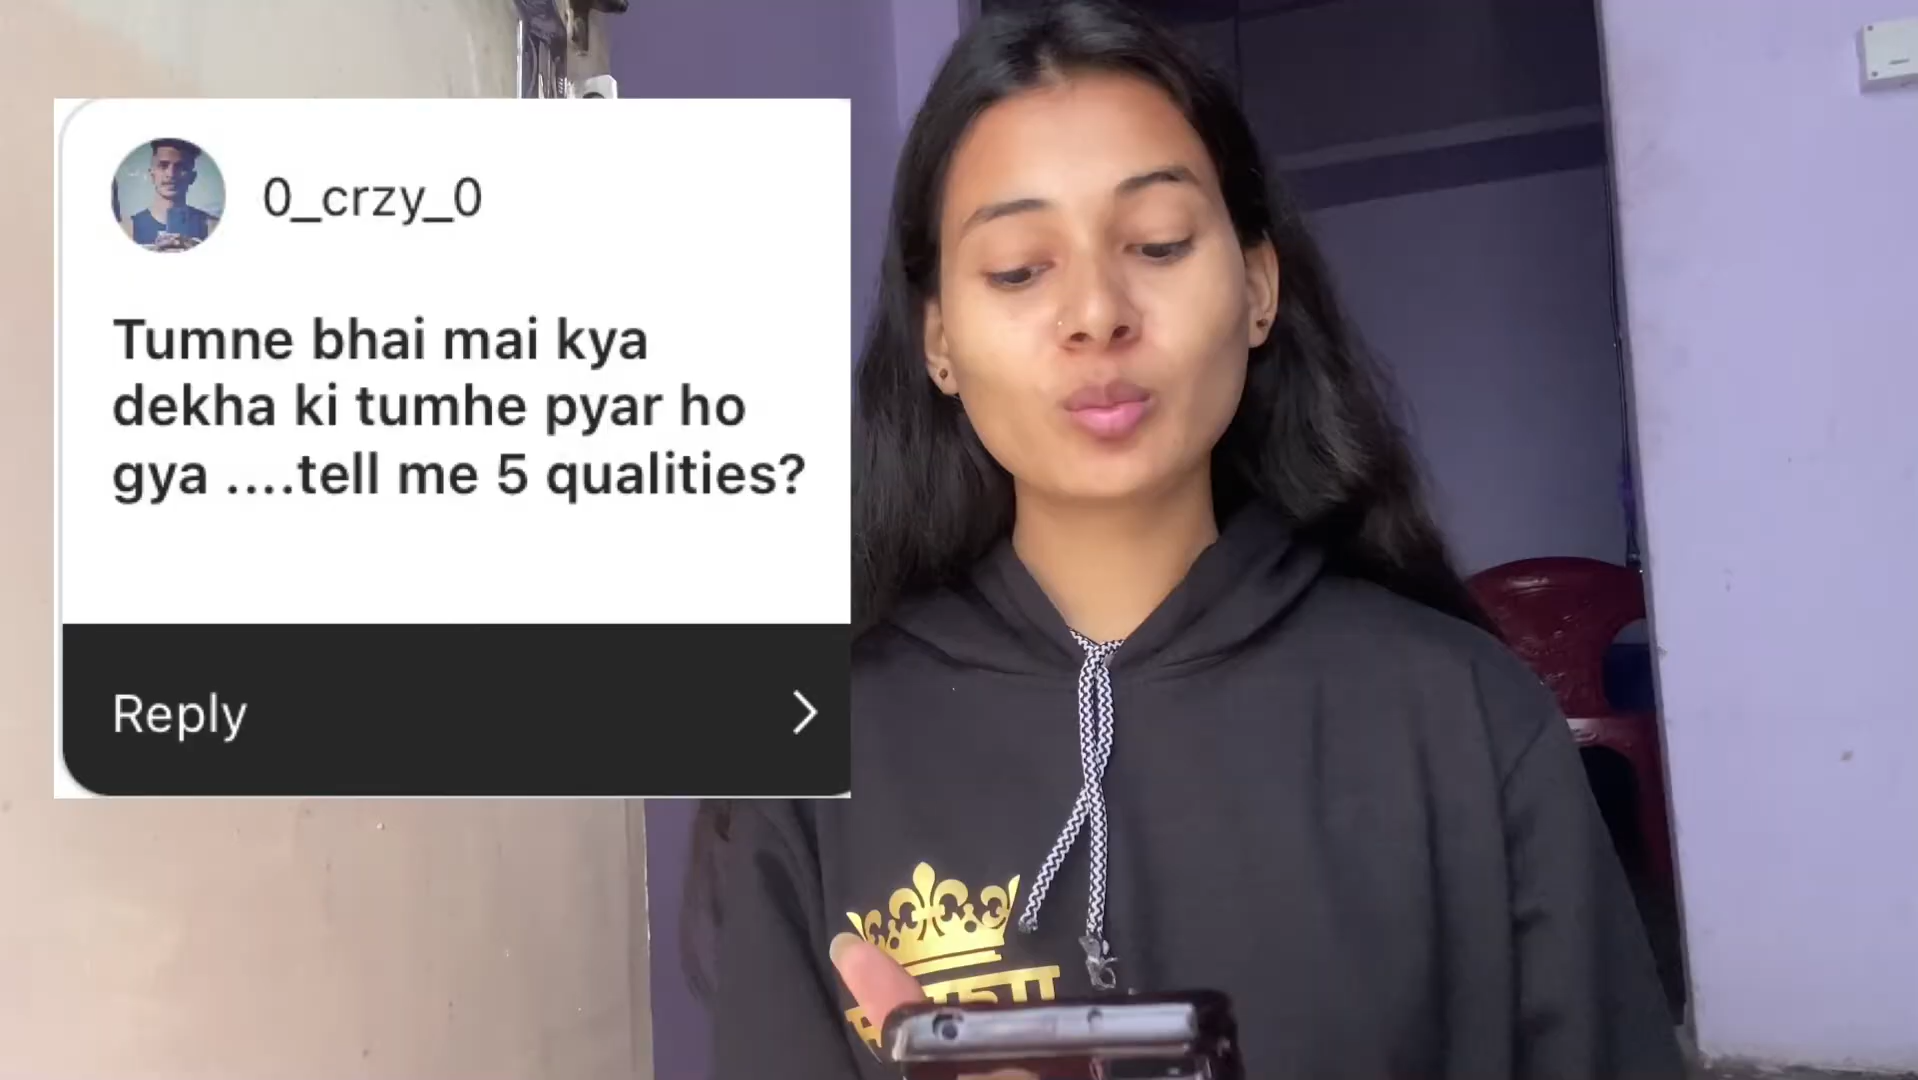 0_crzy_0
Tumne bhai mai kya
dekha ki tumhe pyar ho
gya ....tell me 5 qualities?
Reply